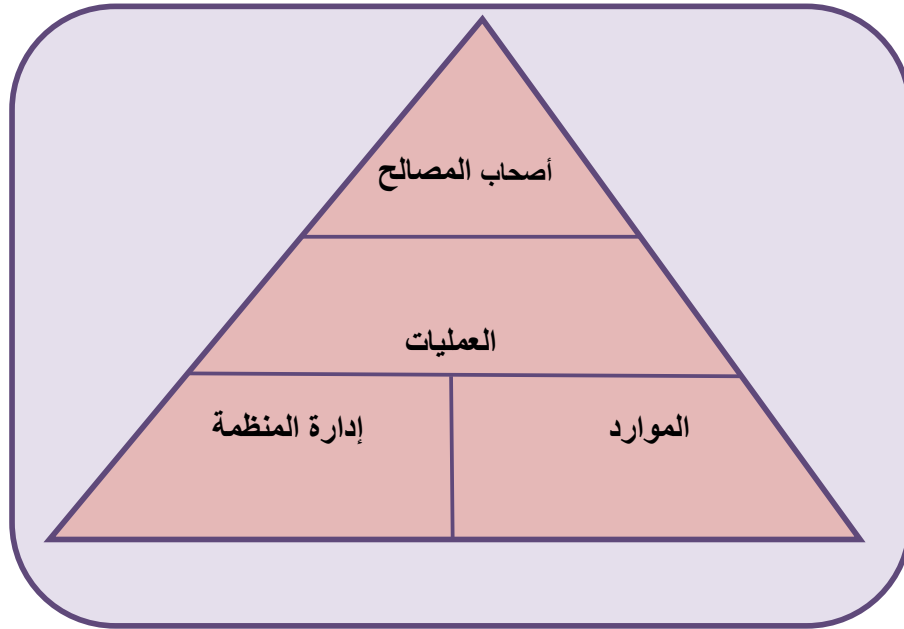 أصحاب المصالح
العمليات
الموارد
إدارة المنظمة